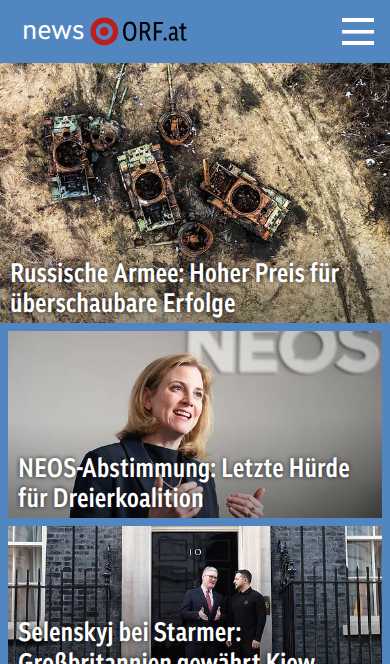 news ORF.at
Russische Armee: Hoher Preis für
überschaubare Erfolge
NEOS
NEOS-Abstimmung: Letzte Hürde
für Dreierkoalition
10
Selenskyj bei Starmer:
Großbritannien gewährt Kiew